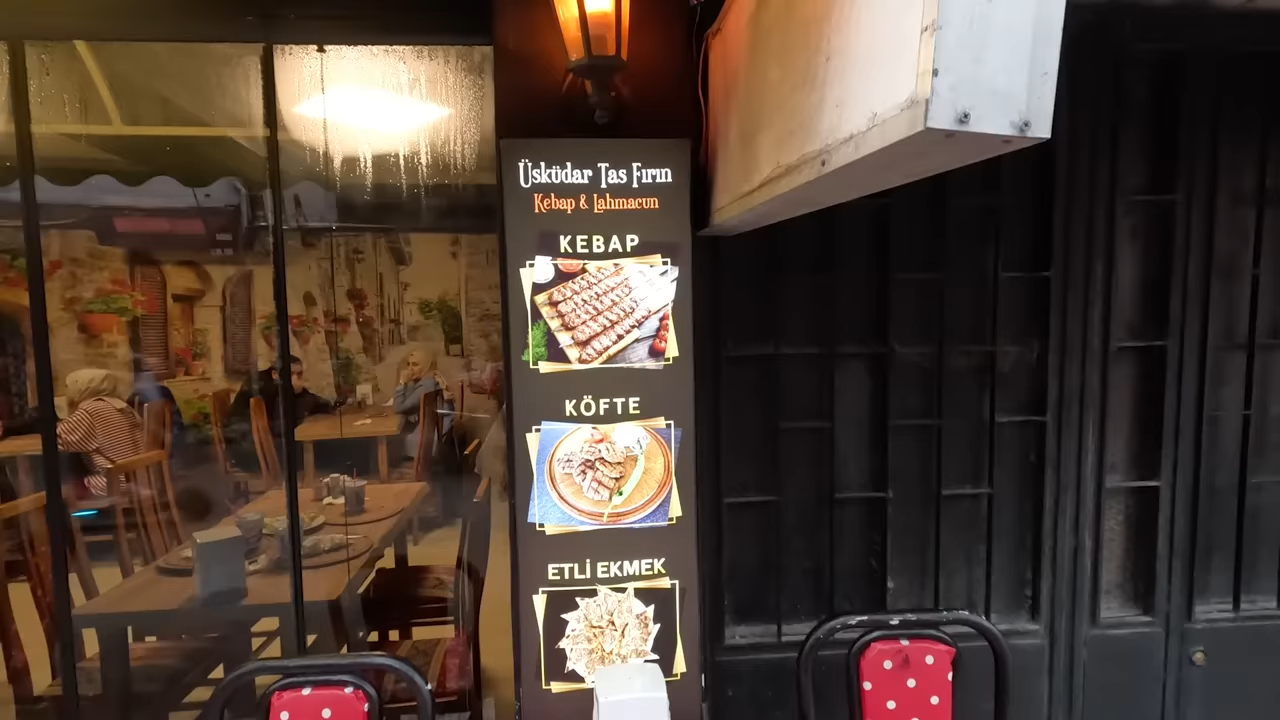 Üsküdar Tas Fırın
Kebap & Lahmacun
KEBAP
KÖFTE
ETLİ EKMEK